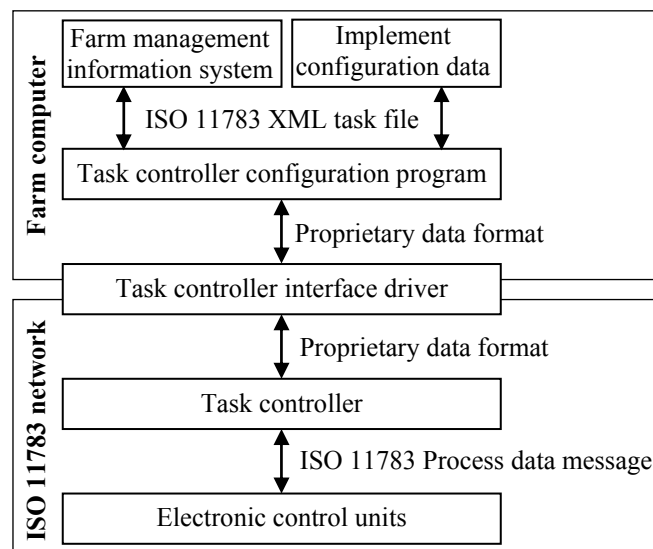 Farm computer
Farm management
information system
Implement
configuration data
ISO 11783 XML task file
Task controller configuration program
Proprietary data format
Task controller interface driver
ISO 11783 network
Proprietary data format
Task controller
ISO 11783 Process data message
Electronic control units